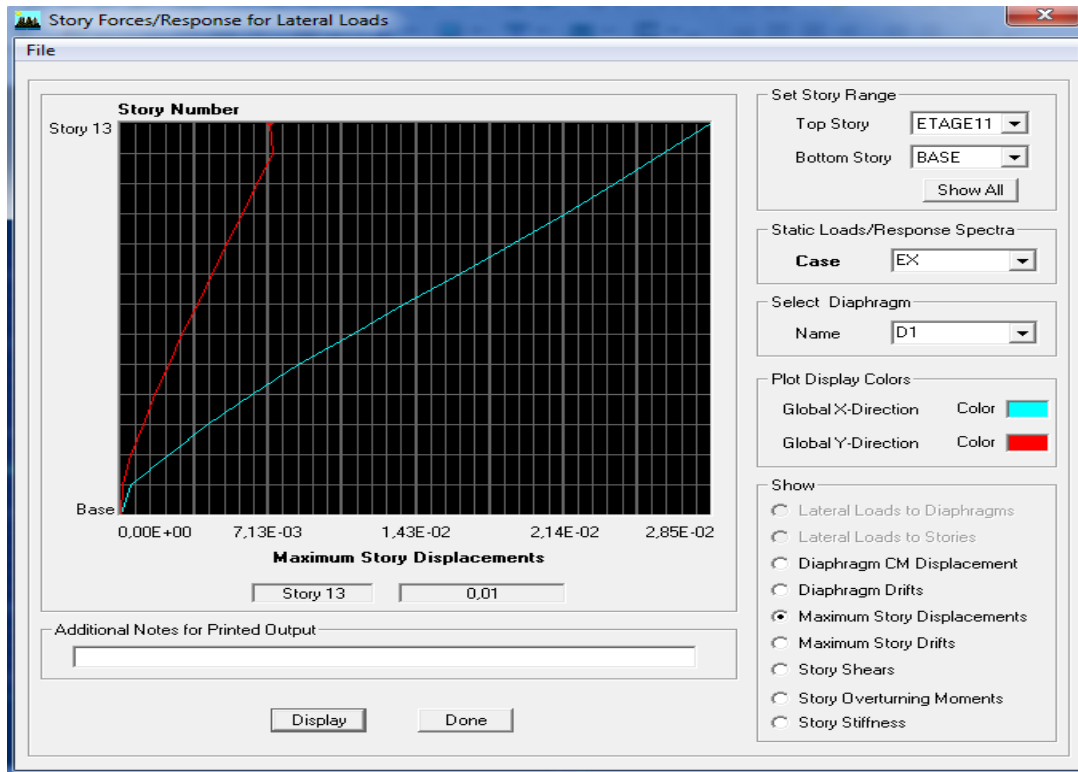 Story Forces/Response for Lateral Loads
File
Story Number
Story 13
Base
0,00E+00 7,13E-03 1,43E-02 2,14E-02 2,85E-02
Maximum Story Displacements
Story 13 0,01
Additional Notes for Printed Output
Display Done
Set Story Range
Top Story ETAGE11
Bottom Story BASE
Show All
Static Loads/Response Spectra
Case EX
Select Diaphragm
Name D1
Plot Display Colors
Global X-Direction Color
Global Y-Direction Color
Show
Lateral Loads to Diaphragms
Lateral Loads to Stories
Diaphragm CM Displacement
Diaphragm Drifts
Maximum Story Displacements
Maximum Story Drifts
Story Shears
Story Overturning Moments
Story Stiffness